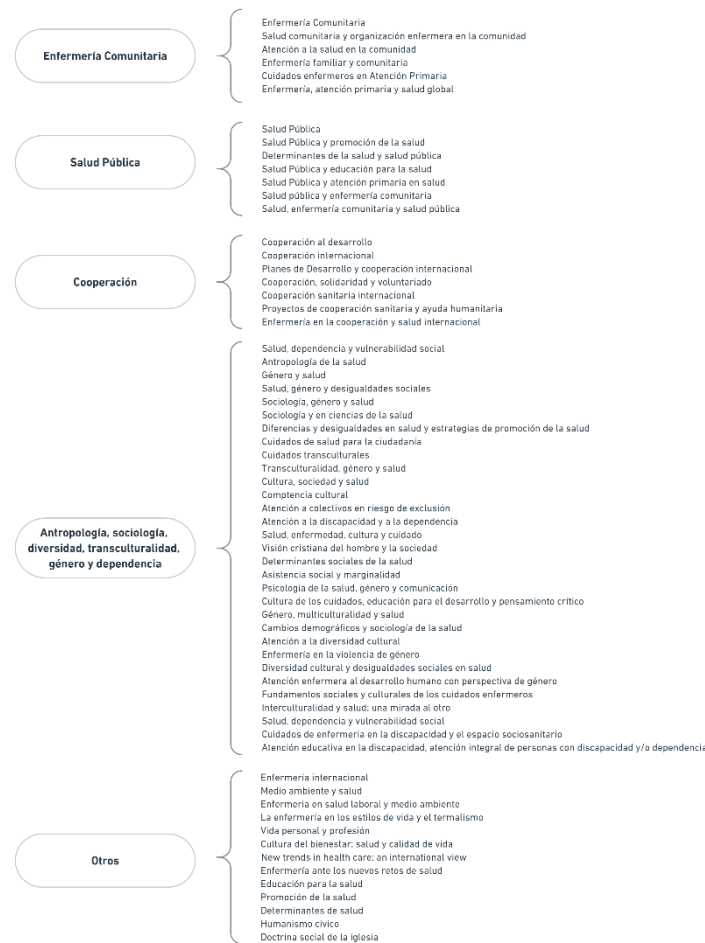 Enfermería Comunitaria
Enfermería Comunitaria
Salud comunitaria y organización enfermera en la comunidad
Atención a la salud en la comunidad
Enfermería familiar y comunitaria
Cuidados enfermeros en Atención Primaria
Enfermería, atención primaria y salud global
Salud Pública
Salud Pública
Salud Pública y promoción de la salud
Determinantes de la salud y salud pública
Salud Pública y educación para la salud
Salud Pública y atención primaria en salud
Salud pública y enfermería comunitaria
Salud, enfermería comunitaria y salud pública
Cooperación
Cooperación al desarrollo
Cooperación internacional
Planes de Desarrollo y cooperación internacional
Cooperación, solidaridad y voluntariado
Cooperación sanitaria internacional
Proyectos de cooperación sanitaria y ayuda humanitaria
Enfermería en la cooperación y salud internacional
Antropología, sociología,
diversidad, transculturalidad,
género y dependencia
Salud, dependencia y vulnerabilidad social
Antropología de la salud
Género y salud
Salud, género y desigualdades sociales
Sociología, género y salud
Sociología y en ciencias de la salud
Diferencias y desigualdades en salud y estrategias de promoción de la salud
Cuidados de salud para la ciudadanía
Cuidados transculturales
Transculturalidad, género y salud
Cultura, sociedad y salud
Comptencia cultural
Atención a colectivos en riesgo de exclusión
Atención a la discapacidad y a la dependencia
Salud, enfermedad, cultura y cuidado
Visión cristiana del hombre y la sociedad
Determinantes sociales de la salud
Asistencia social y marginalidad
Psicología de la salud, género y comunicación
Cultura de los cuidados, educación para el desarrollo y pensamiento crítico
Género, multiculturalidad y salud
Cambios demográficos y sociología de la salud
Atención a la diversidad cultural
Enfermería en la violencia de género
Diversidad cultural y desigualdades sociales en salud
Atención enfermera al desarrollo humano con perspectiva de género
Fundamentos sociales y culturales de los cuidados enfermeros
Interculturalidad y salud: una mirada al otro
Salud, dependencia y vulnerabilidad social
Cuidados de enfermeria en la discapacidad y el espacio sociosanitario
Atención educativa en la discapacidad, atención integral de personas con discapacidad y/o dependencia
Otros
Enfermería internacional
Medio ambiente y salud
Enfermeria en salud laboral y medio ambiente
La enfermería en los estilos de vida y el termalismo
Vida personal y profesión
Cultura del bienestar: salud y calidad de vida
New trends in health care: an international view
Enfermería ante los nuevos retos de salud
Educación para la salud
Promoción de la salud
Determinantes de salud
Humanismo cívico
Doctrina social de la iglesia